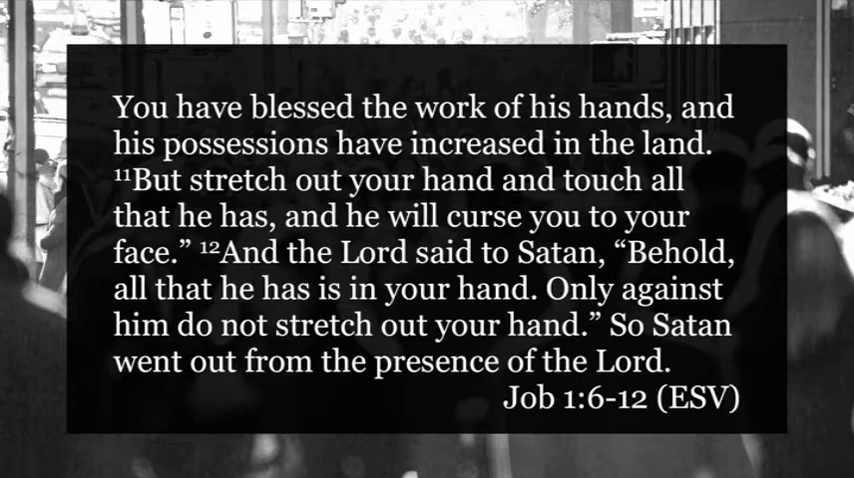 You have blessed the work of his hands, and
his possessions have increased in the land.
¹¹But stretch out your hand and touch all
that he has, and he will curse you to your
face.” ¹²And the Lord said to Satan, “Behold,
all that he has is in your hand. Only against
him do not stretch out your hand.” So Satan
went out from the presence of the Lord.
Job 1:6-12 (ESV)